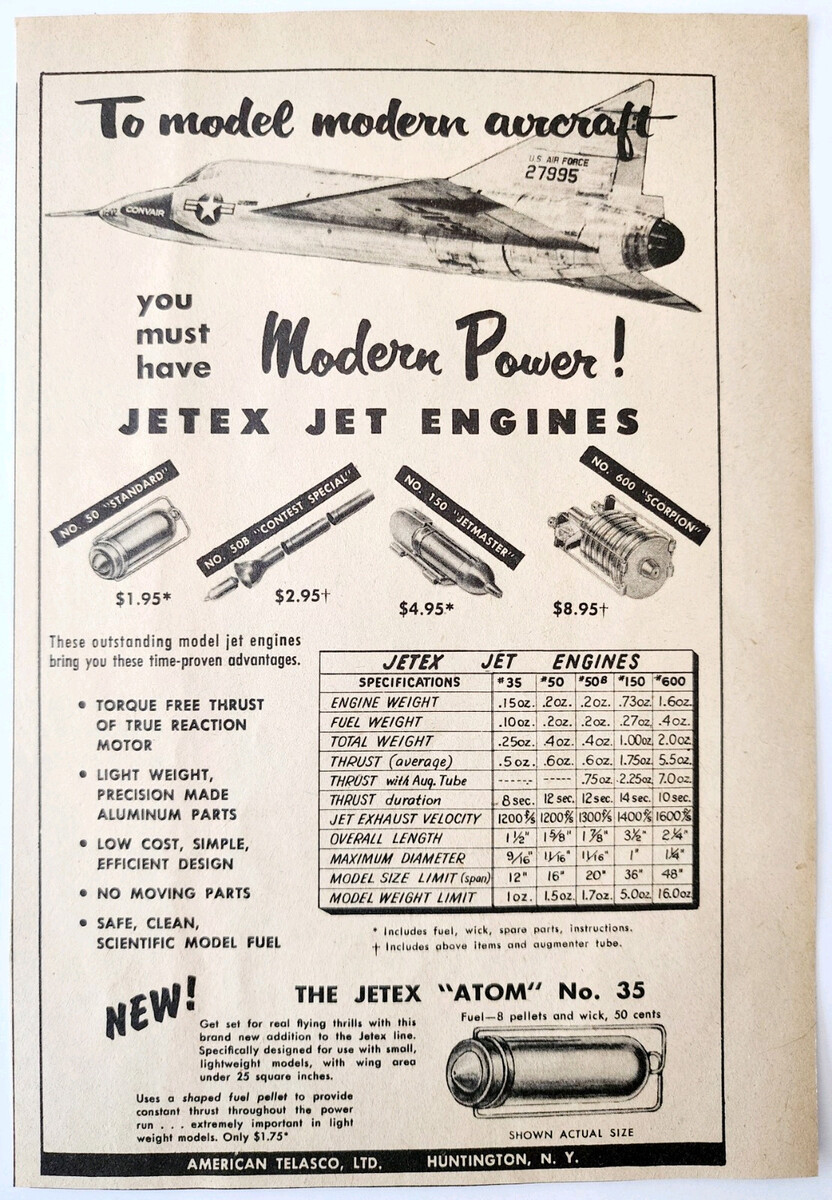 To model modern aircraft
U.S. AIR FORCE
27995
CONVAIR
you
must
have
Modern Power!
JETEX JET ENGINES
NO. 50 "STANDARD"
NO. 50B "CONTEST SPECIAL"
NO. 150 "JETMASTER"
NO. 600 "SCORPION"
$1.95*
$2.95†
$4.95*
$8.95†
These outstanding model jet engines
bring you these time-proven advantages.
• TORQUE FREE THRUST
OF TRUE REACTION
MOTOR
• LIGHT WEIGHT,
PRECISION MADE
ALUMINUM PARTS
• LOW COST, SIMPLE,
EFFICIENT DESIGN
• NO MOVING PARTS
• SAFE, CLEAN,
SCIENTIFIC MODEL FUEL
JETEX JET ENGINES
SPECIFICATIONS #35 #50 #50B #150 #600
ENGINE WEIGHT .15oz. .2oz. .2oz. .73oz. 1.6oz.
FUEL WEIGHT .10oz. .2oz. .2oz. .27oz. .4oz.
TOTAL WEIGHT .25oz. .4oz. .4oz. 1.00oz. 2.0oz.
THRUST (average) .5oz. .6oz. .6oz. 1.75oz. 5.5oz.
THRUST with Aug. Tube ------ ----- .75oz. 2.25oz. 7.0oz.
THRUST duration 8sec. 12sec. 12sec. 14sec. 10sec.
JET EXHAUST VELOCITY 1200 f/s 1200 f/s 1300 f/s 1400 f/s 1600 f/s
OVERALL LENGTH 1½" 1⅝" 1⅞" 3½" 2¼"
MAXIMUM DIAMETER 9/16" 11/16" 11/16" 1" 1¼"
MODEL SIZE LIMIT (span) 12" 16" 20" 36" 48"
MODEL WEIGHT LIMIT 1oz. 1.5oz. 1.7oz. 5.0oz. 16.0oz.
* Includes fuel, wick, spare parts, instructions.
† Includes above items and augmenter tube.
NEW!
THE JETEX "ATOM" No. 35
Fuel—8 pellets and wick, 50 cents
Get set for real flying thrills with this
brand new addition to the Jetex line.
Specifically designed for use with small,
lightweight models, with wing area
under 25 square inches.
Uses a shaped fuel pellet to provide
constant thrust throughout the power
run . . . extremely important in light
weight models. Only $1.75*
SHOWN ACTUAL SIZE
AMERICAN TELASCO, LTD. HUNTINGTON, N. Y.